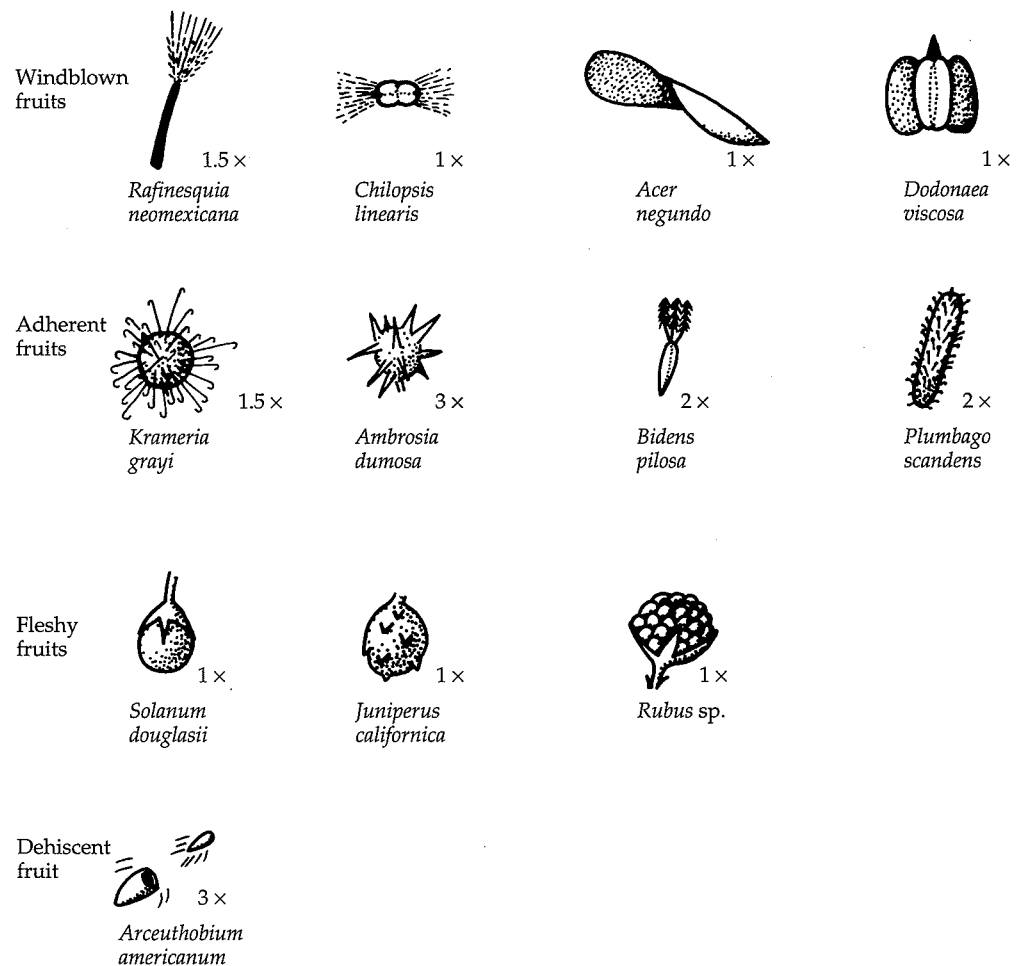 Windblown
fruits
1.5 ×
1 ×
1 ×
1 ×
Rafinesquia
neomexicana
Chilopsis
linearis
Acer
negundo
Dodonaea
viscosa
Adherent
fruits
1.5 ×
3 ×
2 ×
2 ×
Krameria
grayi
Ambrosia
dumosa
Bidens
pilosa
Plumbago
scandens
Fleshy
fruits
1 ×
1 ×
1 ×
Solanum
douglasii
Juniperus
californica
Rubus sp.
Dehiscent
fruit
3 ×
Arceuthobium
americanum